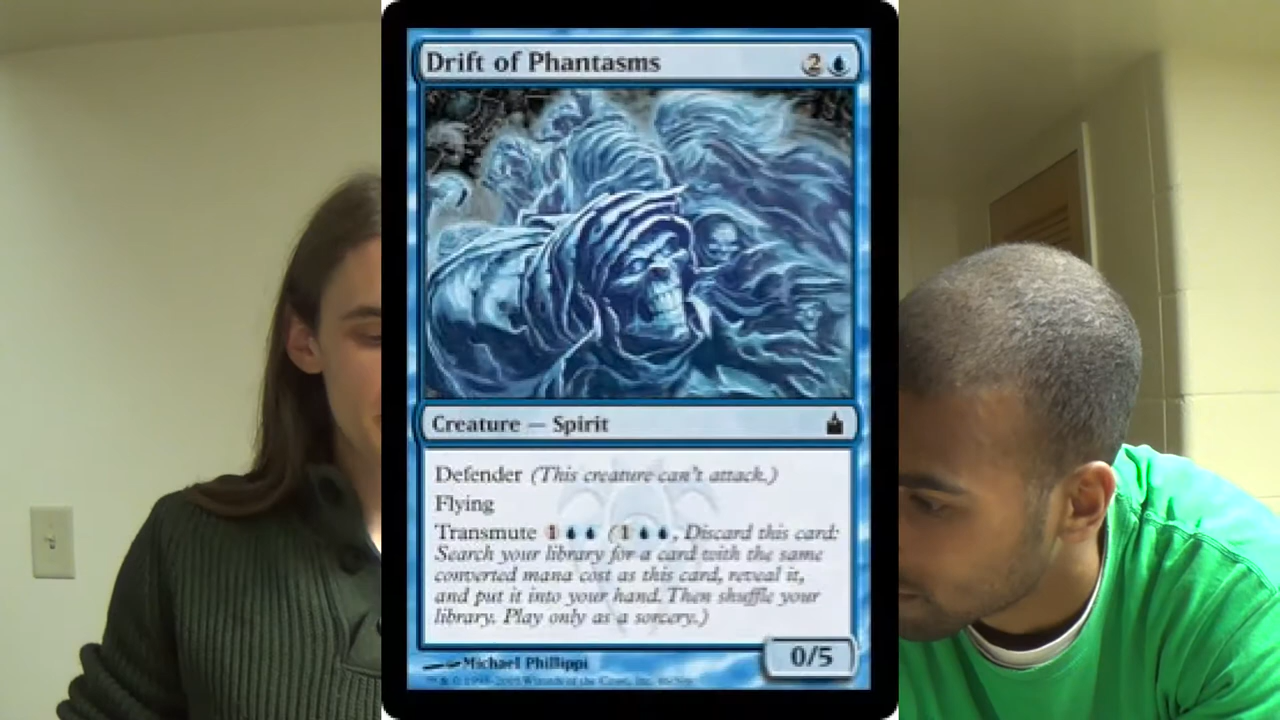 Drift of Phantasms 2
Creature — Spirit
Defender (This creature can't attack.)
Flying
Transmute 1 (1 , Discard this card:
Search your library for a card with the same
converted mana cost as this card, reveal it,
and put it into your hand. Then shuffle your
library. Play only as a sorcery.)
0/5
Michael Phillippi